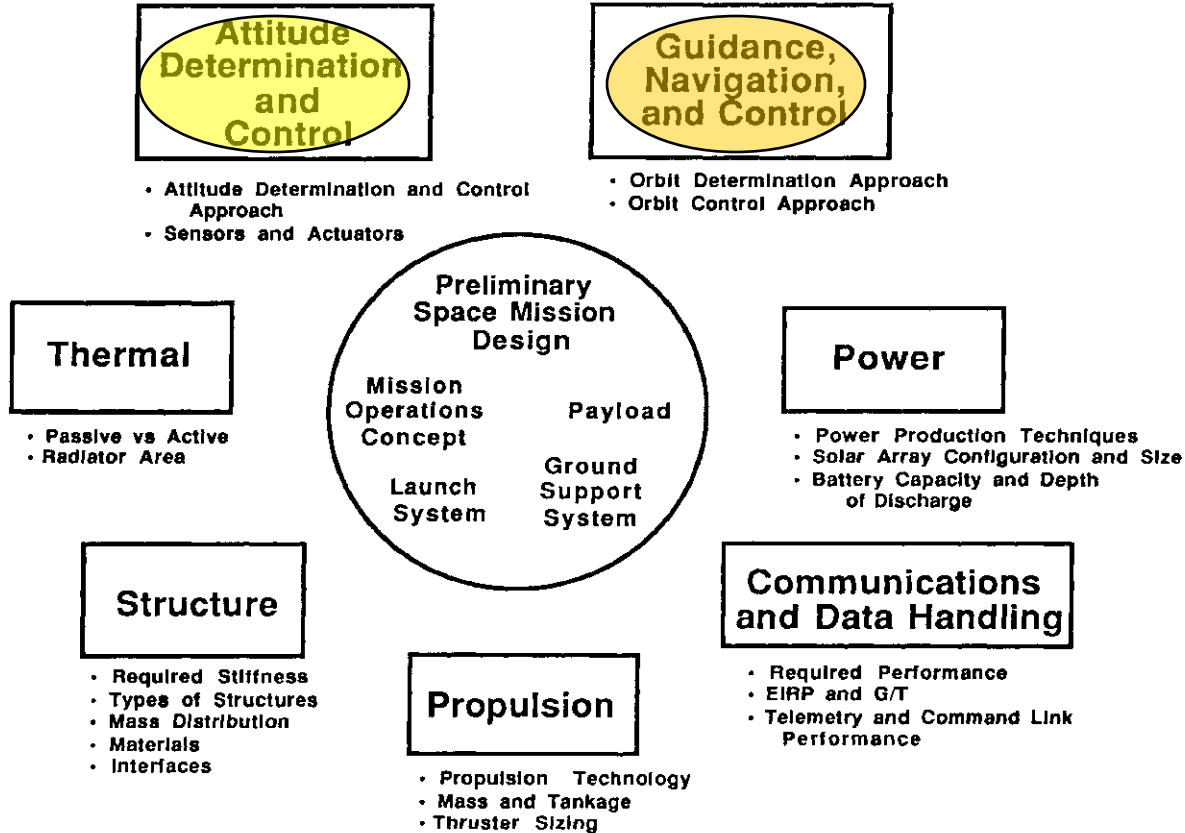 Attitude
Determination
and
Control
• Attitude Determination and Control
Approach
• Sensors and Actuators
Guidance,
Navigation,
and Control
• Orbit Determination Approach
• Orbit Control Approach
Preliminary
Space Mission
Design
Mission
Operations
Concept
Payload
Launch
System
Ground
Support
System
Thermal
• Passive vs Active
• Radiator Area
Power
• Power Production Techniques
• Solar Array Configuration and Size
• Battery Capacity and Depth
of Discharge
Structure
• Required Stiffness
• Types of Structures
• Mass Distribution
• Materials
• Interfaces
Propulsion
• Propulsion Technology
• Mass and Tankage
• Thruster Sizing
Communications
and Data Handling
• Required Performance
• EIRP and G/T
• Telemetry and Command Link
Performance